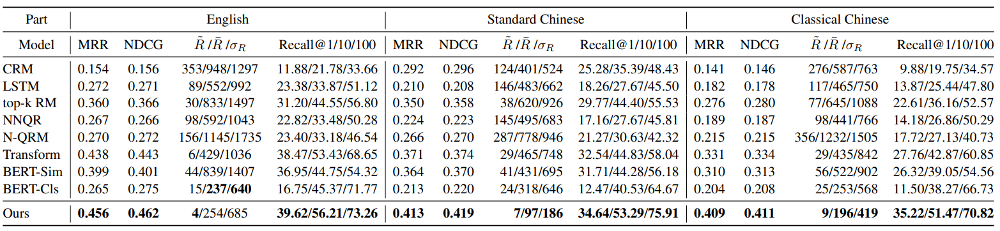 Part English Standard Chinese Classical Chinese
Model MRR NDCG R̃ /R̄ /σR Recall@1/10/100 MRR NDCG R̃ /R̄ /σR Recall@1/10/100 MRR NDCG R̃ /R̄ /σR Recall@1/10/100
CRM 0.154 0.156 353/948/1297 11.88/21.78/33.66 0.292 0.296 124/401/524 25.28/35.39/48.43 0.141 0.146 276/587/763 9.88/19.75/34.57
LSTM 0.272 0.271 89/552/992 23.38/33.87/51.12 0.210 0.208 146/483/662 18.26/27.67/45.50 0.182 0.178 117/465/750 13.87/25.44/47.80
top-k RM 0.360 0.366 30/833/1497 31.20/44.55/56.80 0.350 0.358 38/620/926 29.77/44.40/55.53 0.276 0.280 77/645/1088 22.61/36.16/52.57
NNQR 0.267 0.266 98/592/1043 22.82/33.48/50.28 0.224 0.223 145/495/683 17.16/27.67/45.81 0.189 0.187 98/441/766 14.18/26.86/50.29
N-QRM 0.270 0.272 156/1145/1735 23.40/33.18/46.54 0.266 0.270 287/778/946 21.27/30.63/42.32 0.215 0.215 356/1232/1505 17.72/27.13/40.73
Transform 0.438 0.443 6/429/1036 38.47/53.43/68.65 0.371 0.374 29/465/748 32.54/44.83/58.04 0.331 0.334 29/435/842 27.76/42.87/60.85
BERT-Sim 0.399 0.401 44/839/1407 36.95/44.75/54.32 0.364 0.370 41/431/695 31.71/44.28/56.18 0.310 0.313 56/522/902 26.32/39.05/54.56
BERT-Cls 0.265 0.275 15/237/640 16.75/45.37/71.77 0.213 0.220 24/318/646 12.47/40.53/64.67 0.204 0.208 25/253/568 11.50/38.27/66.73
Ours 0.456 0.462 4/254/685 39.62/56.21/73.26 0.413 0.419 7/97/186 34.64/53.29/75.91 0.409 0.411 9/196/419 35.22/51.47/70.82